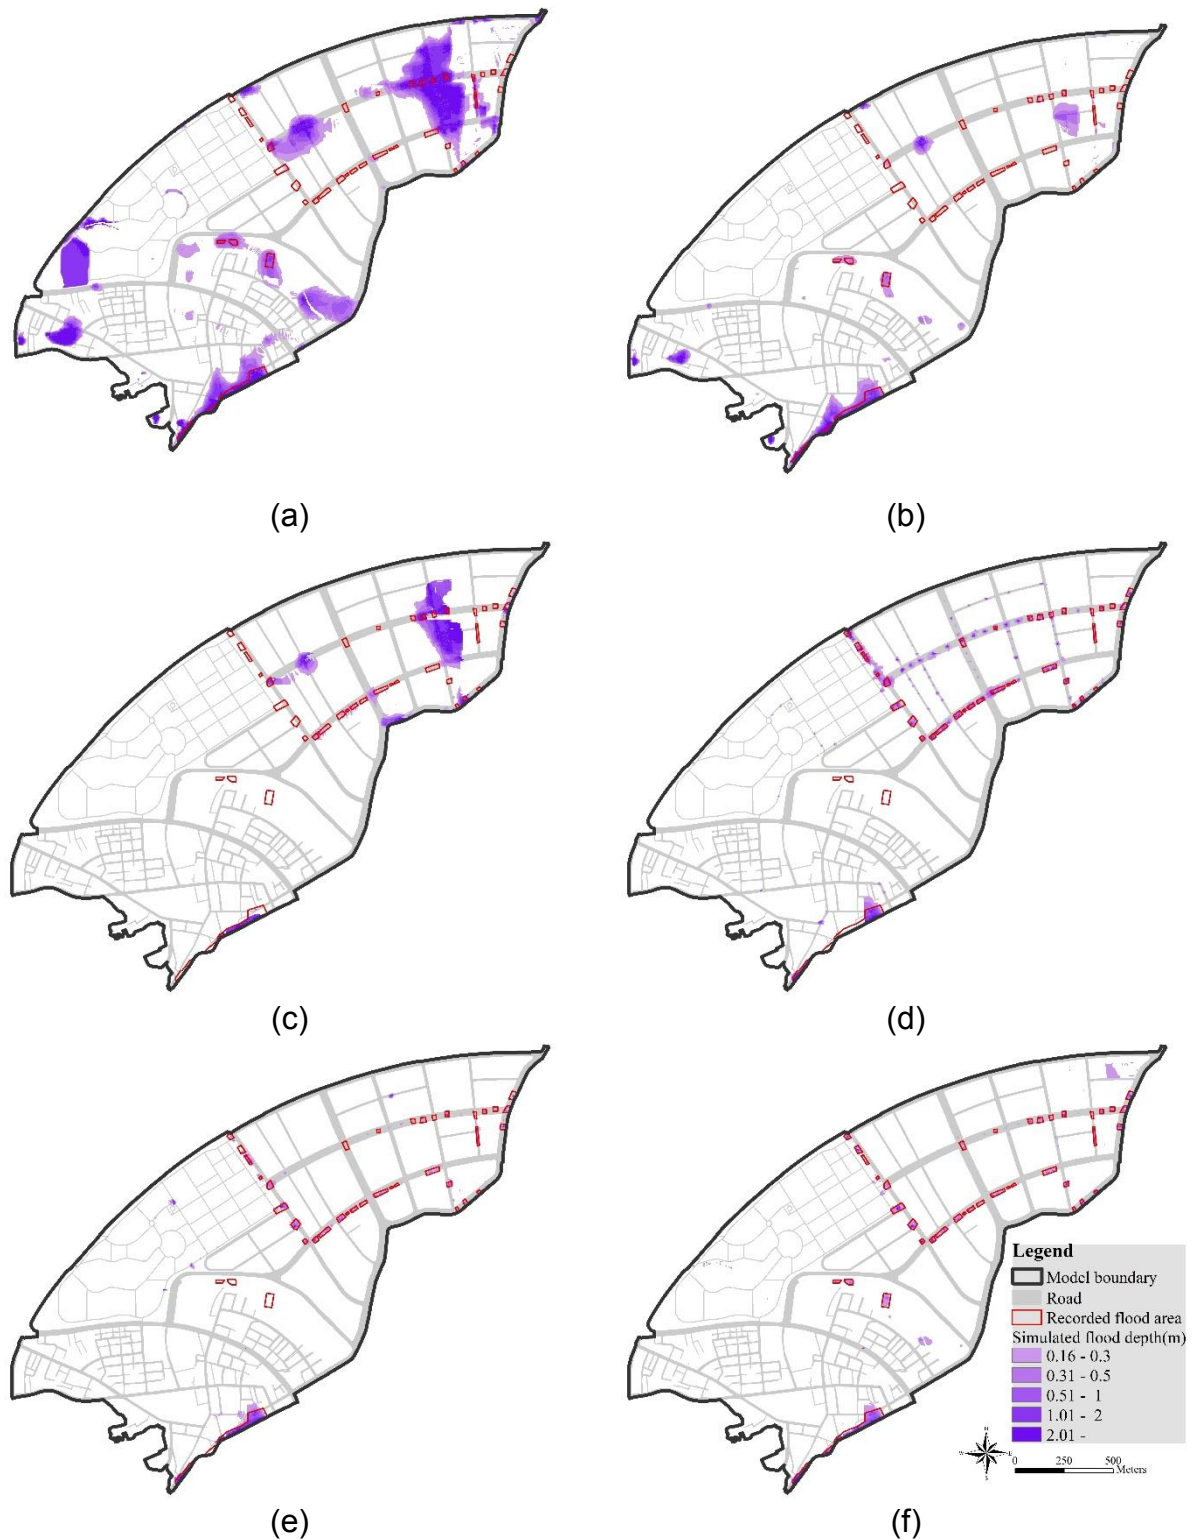 (a)
(b)
(c)
(d)
(e)
(f)
Legend
Model boundary
Road
Recorded flood area
Simulated flood depth(m)
0.16 - 0.3
0.31 - 0.5
0.51 - 1
1.01 - 2
2.01 -
N
W
E
S
0 250 500
Meters